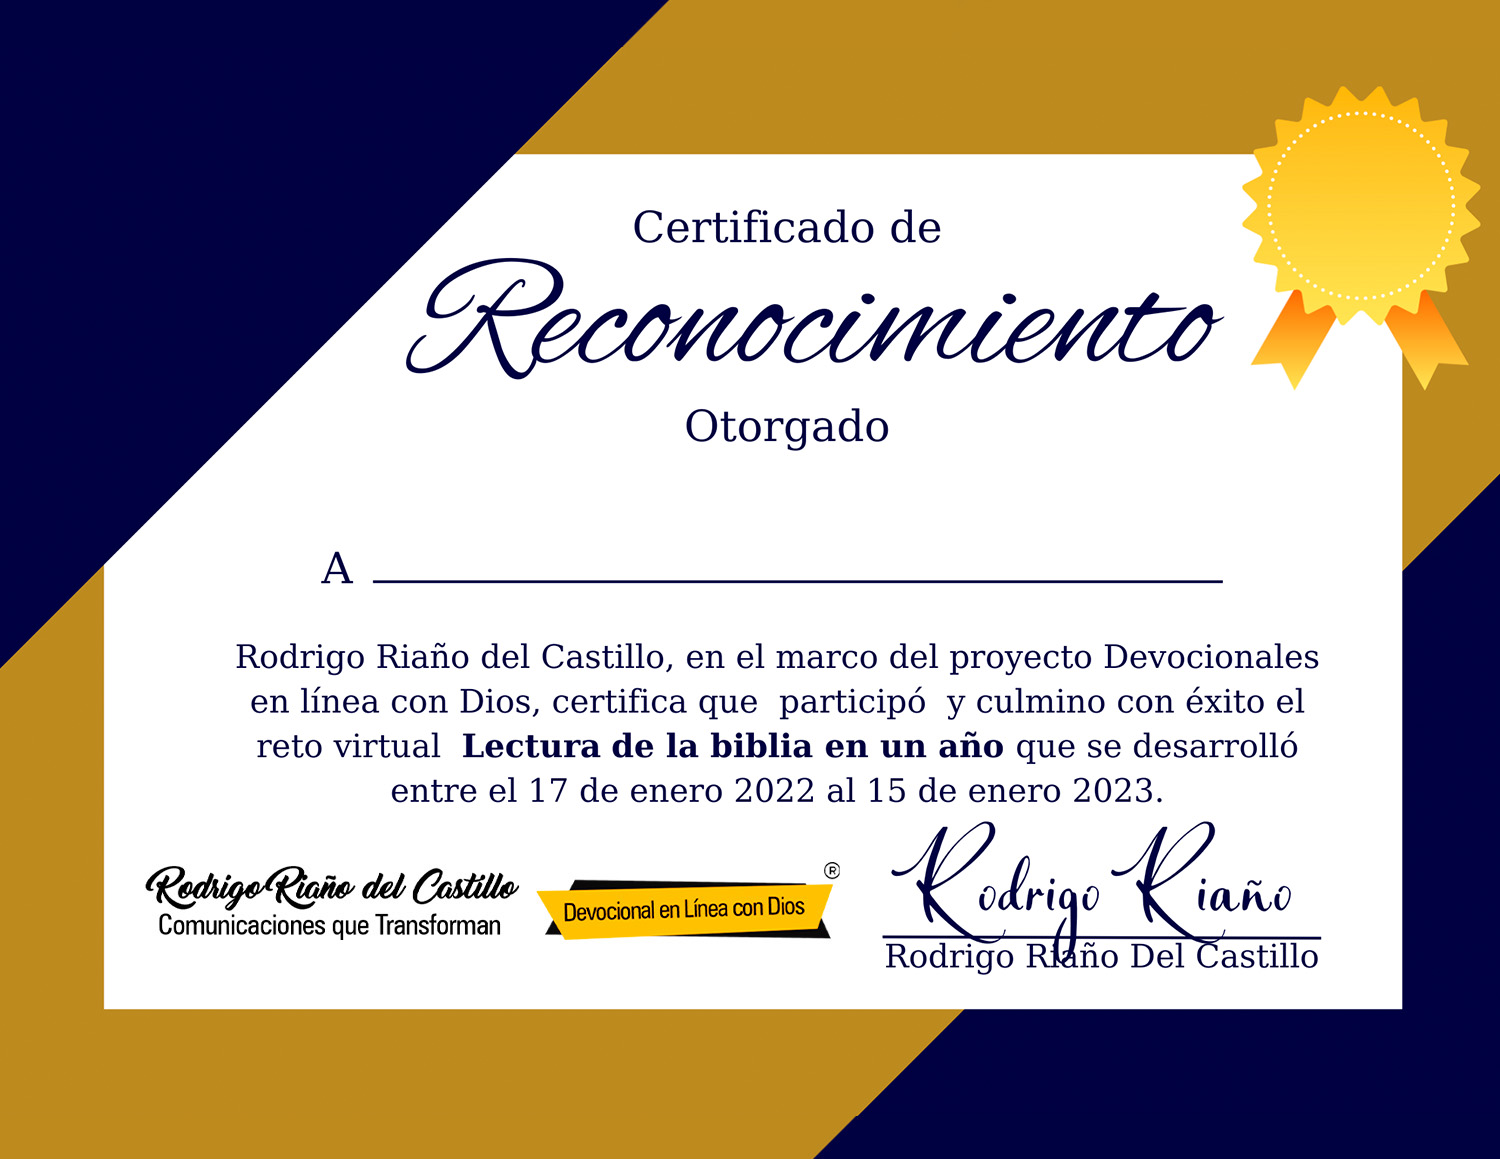 Certificado de
Reconocimiento
Otorgado
A
Rodrigo Riaño del Castillo, en el marco del proyecto Devocionales
en línea con Dios, certifica que participó y culmino con éxito el
reto virtual Lectura de la biblia en un año que se desarrolló
entre el 17 de enero 2022 al 15 de enero 2023.
Rodrigo Riaño del Castillo
Comunicaciones que Transforman
Devocional en Línea con Dios ®
Rodrigo Riaño
Rodrigo Riaño Del Castillo